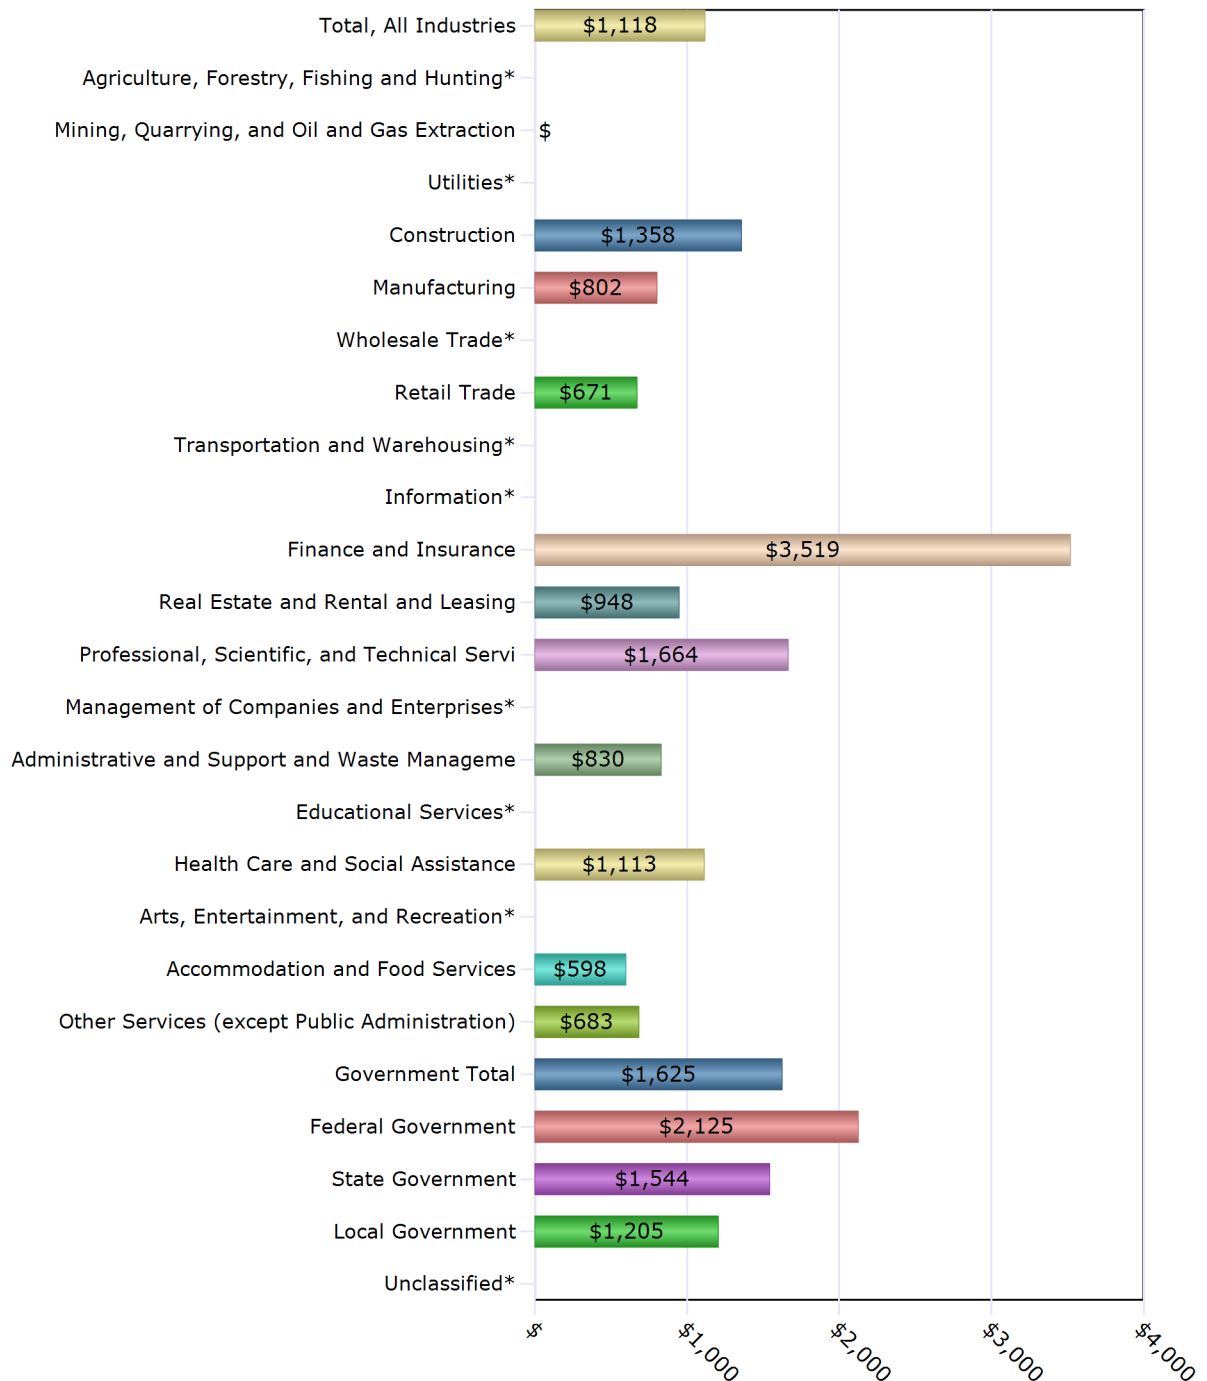 Total, All Industries $1,118
Agriculture, Forestry, Fishing and Hunting*
Mining, Quarrying, and Oil and Gas Extraction $
Utilities*
Construction $1,358
Manufacturing $802
Wholesale Trade*
Retail Trade $671
Transportation and Warehousing*
Information*
Finance and Insurance $3,519
Real Estate and Rental and Leasing $948
Professional, Scientific, and Technical Servi $1,664
Management of Companies and Enterprises*
Administrative and Support and Waste Manageme $830
Educational Services*
Health Care and Social Assistance $1,113
Arts, Entertainment, and Recreation*
Accommodation and Food Services $598
Other Services (except Public Administration) $683
Government Total $1,625
Federal Government $2,125
State Government $1,544
Local Government $1,205
Unclassified*
$ $1,000 $2,000 $3,000 $4,000